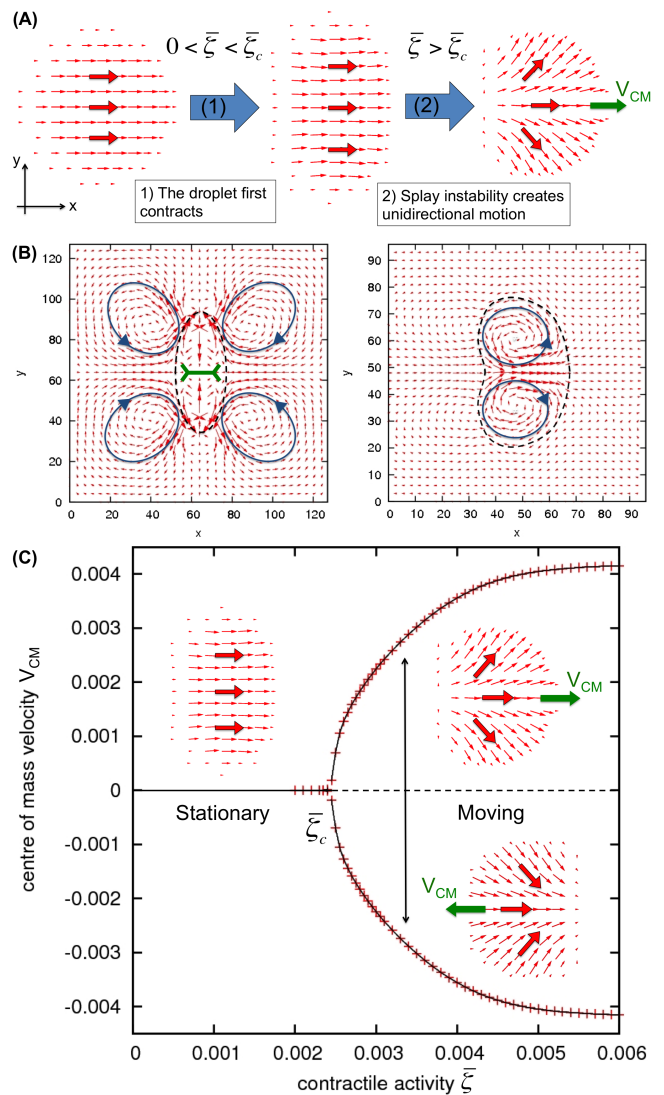 (A)
0 < ζ̄ < ζ̄c
ζ̄ > ζ̄c
(1)
(2)
VCM
y
x
1) The droplet first
contracts
2) Splay instability creates
unidirectional motion
(B)
120
100
80
60
40
20
0
y
0 20 40 60 80 100 120
x
90
80
70
60
50
40
30
20
10
0
y
0 10 20 30 40 50 60 70 80 90
x
(C)
centre of mass velocity VCM
0.004
0.003
0.002
0.001
0
-0.001
-0.002
-0.003
-0.004
VCM
Stationary
Moving
ζ̄c
VCM
0 0.001 0.002 0.003 0.004 0.005 0.006
contractile activity ζ̄